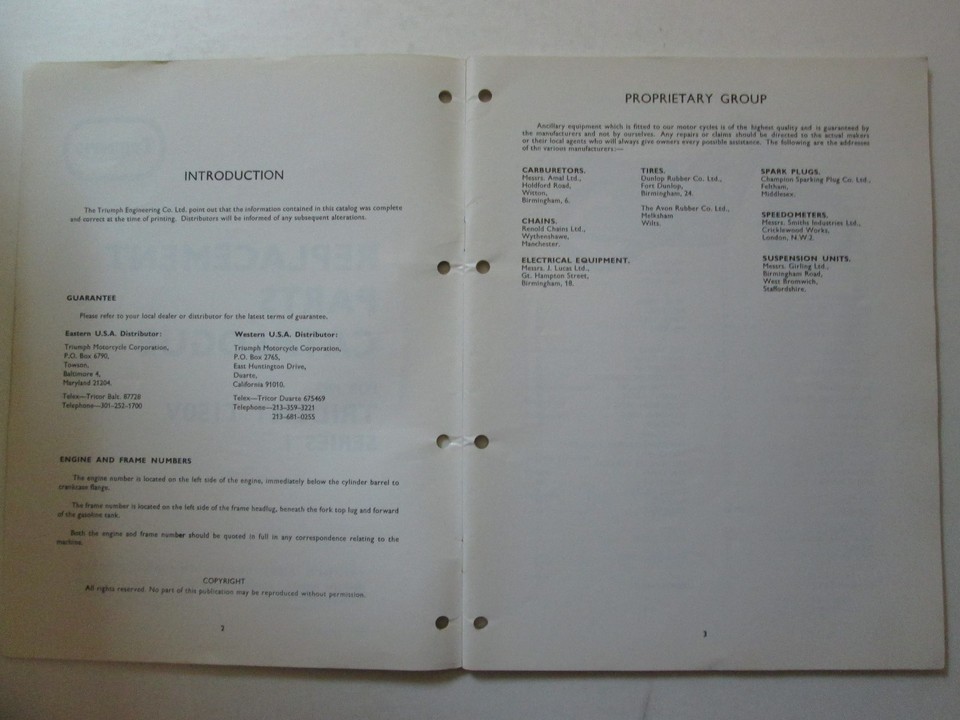 INTRODUCTION
The Triumph Engineering Co. Ltd. point out that the information contained in this catalog was complete
and correct at the time of printing. Distributors will be informed of any subsequent alterations.
GUARANTEE
Please refer to your local dealer or distributor for the latest terms of guarantee.
Eastern U.S.A. Distributor:
Triumph Motorcycle Corporation,
P.O. Box 6790,
Towson,
Baltimore 4,
Maryland 21204.
Telex—Tricor Balt. 87728
Telephone—301-252-1700
Western U.S.A. Distributor:
Triumph Motorcycle Corporation,
P.O. Box 2765,
East Huntington Drive,
Duarte,
California 91010.
Telex—Tricor Duarte 675469
Telephone—213-359-3221
213-681-0255
ENGINE AND FRAME NUMBERS
The engine number is located on the left side of the engine, immediately below the cylinder barrel to
crankcase flange.
The frame number is located on the left side of the frame headlug, beneath the fork top lug and forward
of the gasoline tank.
Both the engine and frame number should be quoted in full in any correspondence relating to the
machine.
COPYRIGHT
All rights reserved. No part of this publication may be reproduced without permission.
2
PROPRIETARY GROUP
Ancillary equipment which is fitted to our motor cycles is of the highest quality and is guaranteed by
the manufacturers and not by ourselves. Any repairs or claims should be directed to the actual makers
or their local agents who will always give owners every possible assistance. The following are the addresses
of the various manufacturers:—
CARBURETORS.
Messrs. Amal Ltd.,
Holdford Road,
Witton,
Birmingham, 6.
CHAINS.
Renold Chains Ltd.,
Wythenshawe,
Manchester.
ELECTRICAL EQUIPMENT.
Messrs. J. Lucas Ltd.,
Gt. Hampton Street,
Birmingham, 18.
TIRES.
Dunlop Rubber Co. Ltd.,
Fort Dunlop,
Birmingham, 24.
The Avon Rubber Co. Ltd.,
Melksham
Wilts.
SPARK PLUGS.
Champion Sparking Plug Co. Ltd.,
Feltham,
Middlesex.
SPEEDOMETERS.
Messrs. Smiths Industries Ltd.,
Cricklewood Works,
London, N.W.2.
SUSPENSION UNITS.
Messrs. Girling Ltd.,
Birmingham Road,
West Bromwich,
Staffordshire.
3